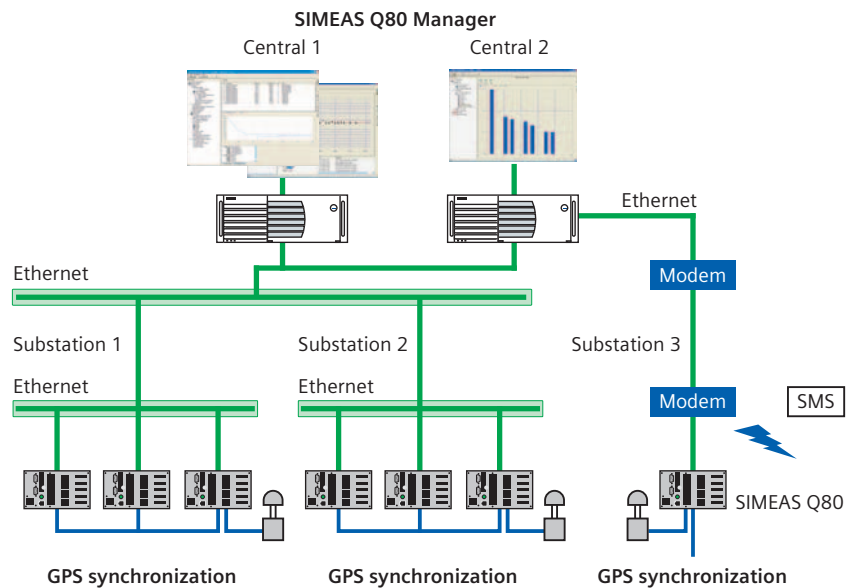 SIMEAS Q80 Manager
Central 1
Central 2
Ethernet
Modem
Ethernet
Substation 1
Substation 2
Substation 3
Ethernet
Ethernet
Modem
SMS
SIMEAS Q80
GPS synchronization
GPS synchronization
GPS synchronization